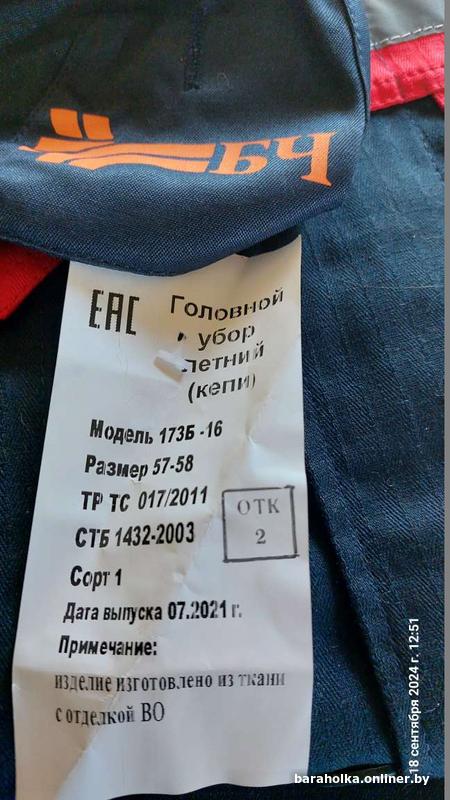 БЧ
ЕАС
Головной
убор
летний
(кепи)
Модель 173Б -16
Размер 57-58
ТР ТС 017/2011
СТБ 1432-2003
ОТК
2
Сорт 1
Дата выпуска 07.2021 г.
Примечание:
изделие изготовлено из ткани
с отделкой ВО
18 сентября 2024 г. 12:51
baraholka.onliner.by